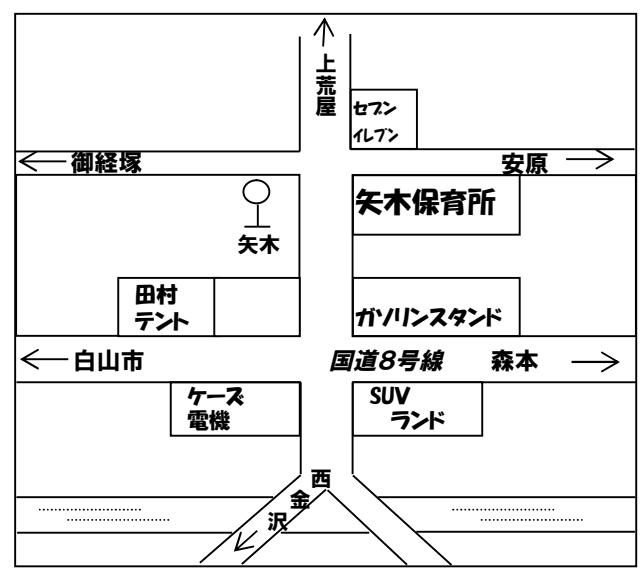 上荒屋
セブン
イレブン
御経塚
安原
矢木保育所
矢木
田村
テント
ガソリンスタンド
白山市
国道8号線
森本
ケーズ
電機
SUV
ランド
西金沢